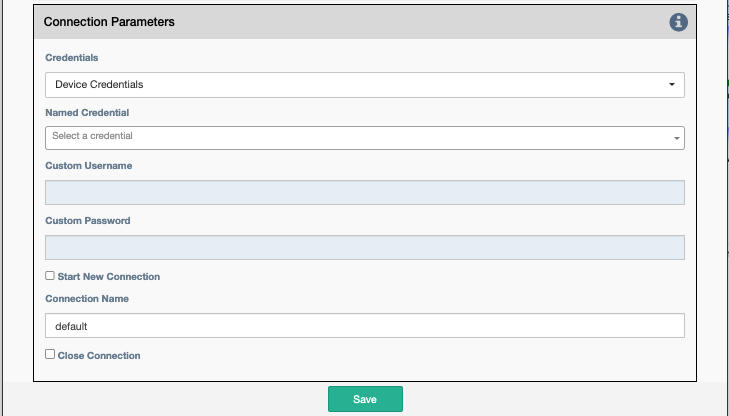 Connection Parameters
Credentials
Device Credentials
Named Credential
Select a credential
Custom Username
Custom Password
Start New Connection
Connection Name
default
Close Connection
Save